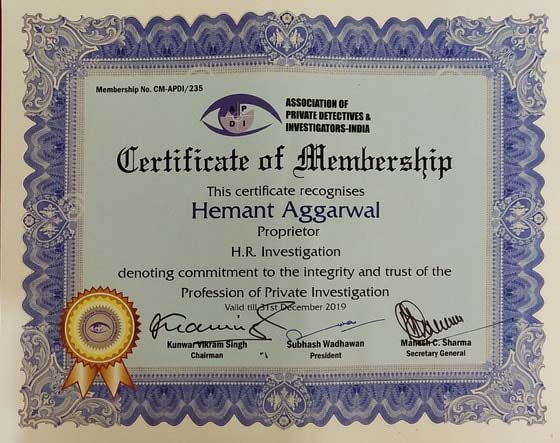 Membership No. CM-APDI/235
A P
D I
ASSOCIATION OF
PRIVATE DETECTIVES &
INVESTIGATORS-INDIA
Certificate of Membership
This certificate recognises
Hemant Aggarwal
Proprietor
H.R. Investigation
denoting commitment to the integrity and trust of the
Profession of Private Investigation
Valid till 31st December 2019
Kunwar Vikram Singh
Chairman
Subhash Wadhawan
President
Mahesh C. Sharma
Secretary General